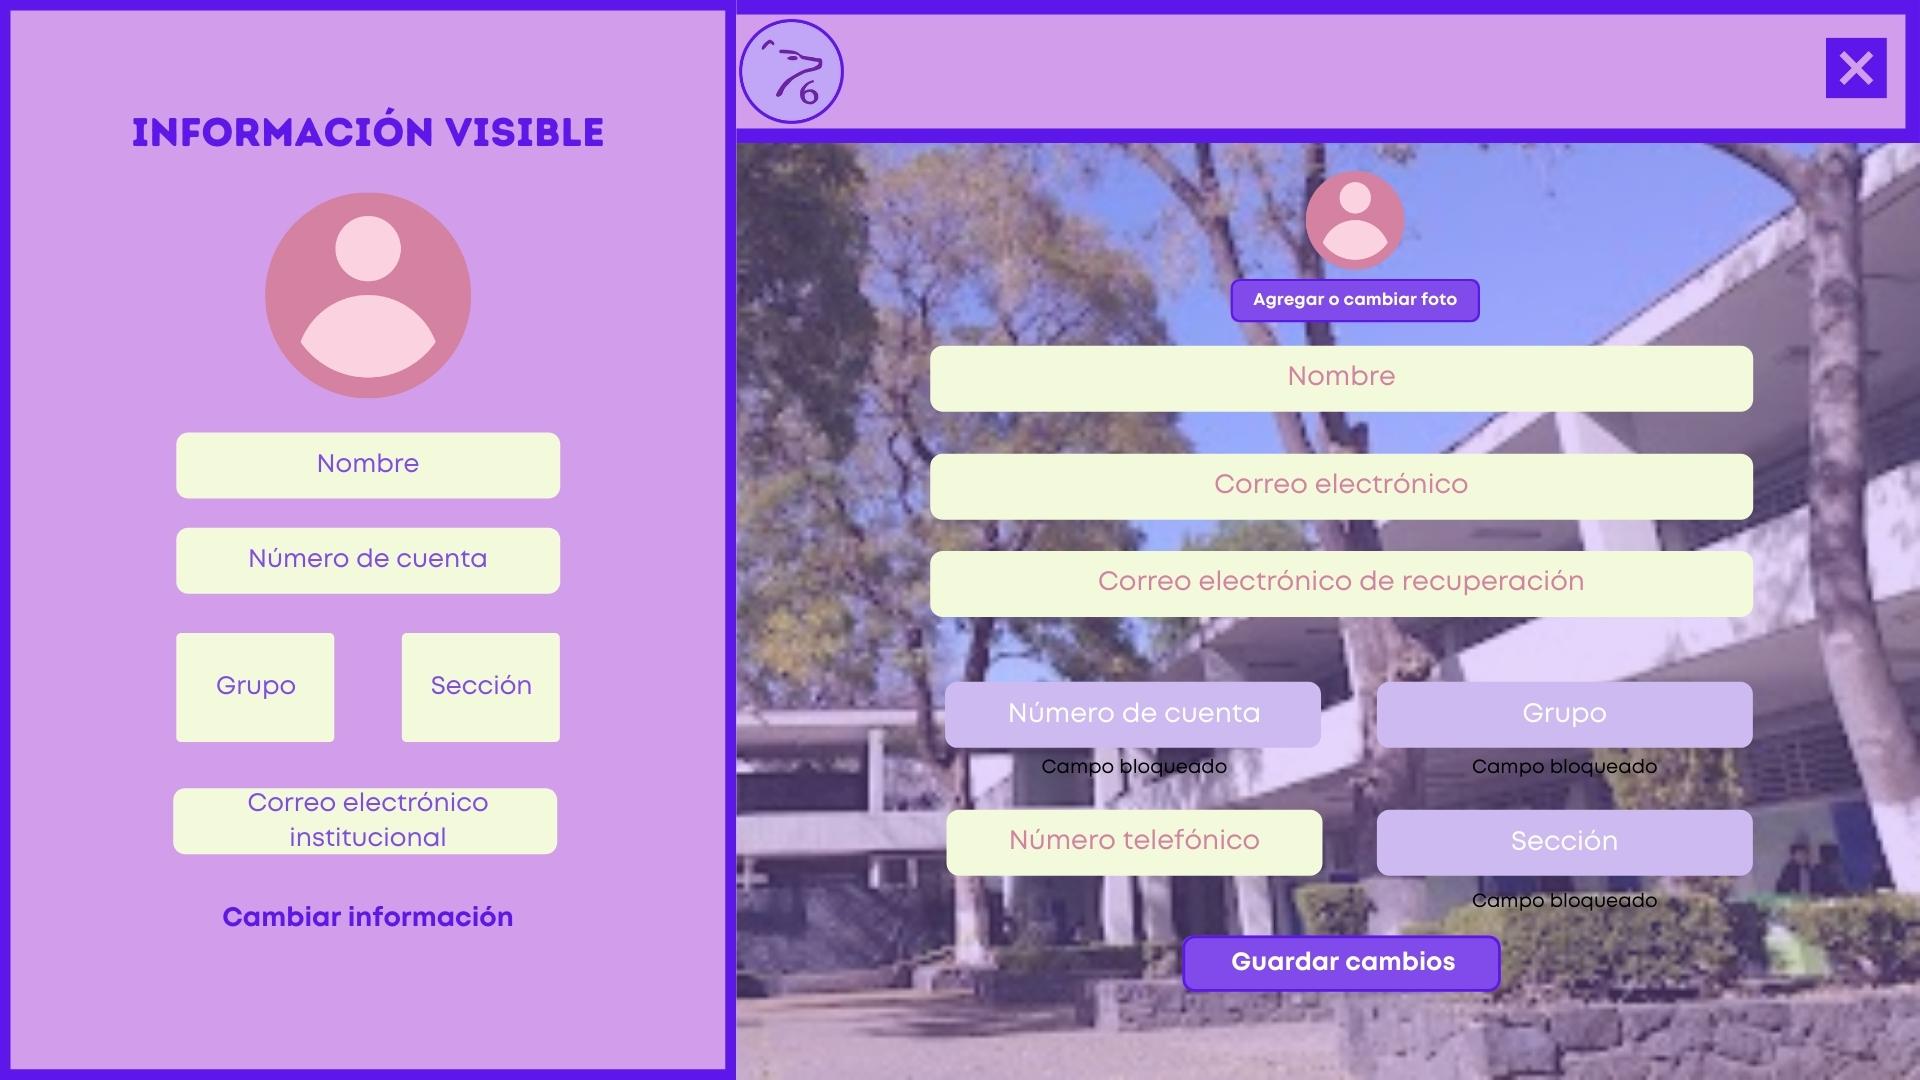 INFORMACIÓN VISIBLE
Nombre
Número de cuenta
Grupo
Sección
Correo electrónico
institucional
Cambiar información
6
Agregar o cambiar foto
Nombre
Correo electrónico
Correo electrónico de recuperación
Número de cuenta
Grupo
Campo bloqueado
Campo bloqueado
Número telefónico
Sección
Campo bloqueado
Guardar cambios